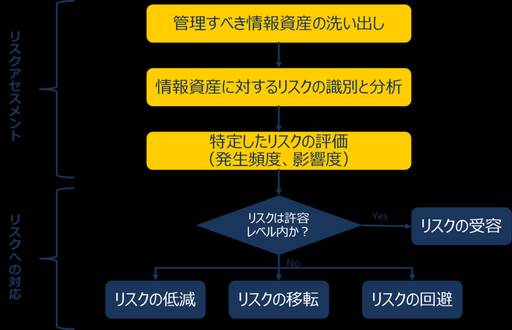 管理すべき情報資産の洗い出し
リスクアセスメント
情報資産に対するリスクの識別と分析
特定したリスクの評価
（発生頻度、影響度）
リスクは許容
レベル内か？
Yes
リスクの受容
リスクへの対応
No
リスクの低減
リスクの移転
リスクの回避